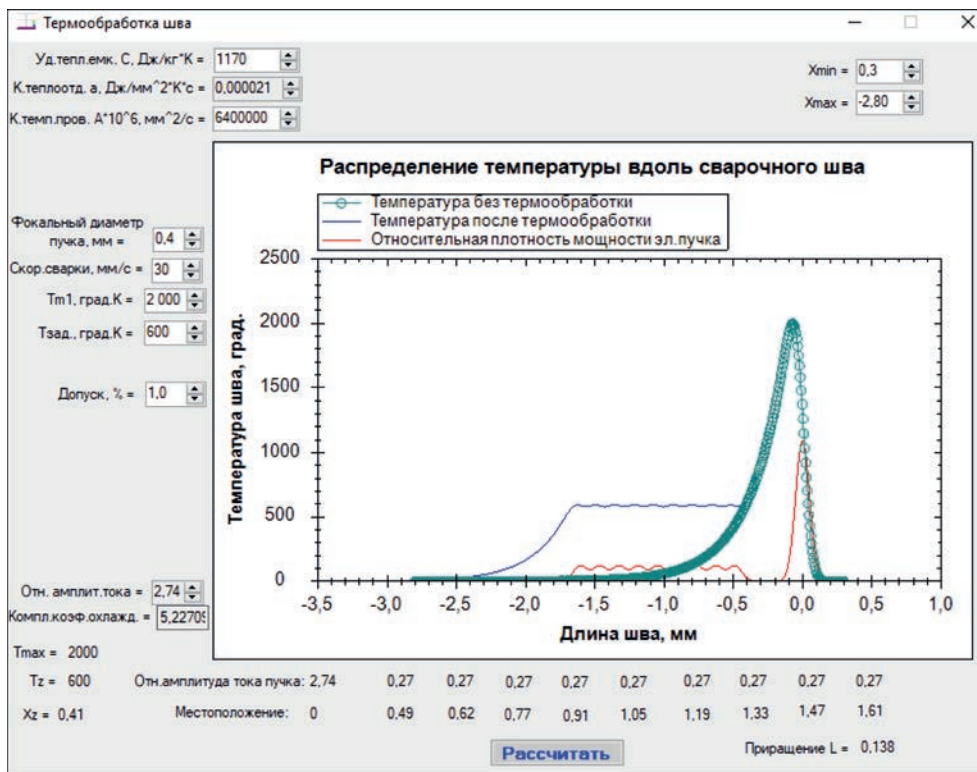 Термообработка шва
Уд.тепл.емк. С, Дж/кг*К = 1170
К.теплоотд. а, Дж/мм^2*К*с = 0,000021
К.темп.пров. А*10^6, мм^2/с = 6400000
Xmin = 0,3
Xmax = -2,80
Распределение температуры вдоль сварочного шва
Температура без термообработки
Температура после термообработки
Относительная плотность мощности эл.пучка
Фокальный диаметр
пучка, мм = 0,4
Скор.сварки, мм/с = 30
Tm1, град.К = 2 000
Tзад., град.К = 600
Допуск, % = 1,0
Температура шва, град.
2500
2000
1500
1000
500
0
-3,5 -3,0 -2,5 -2,0 -1,5 -1,0 -0,5 0,0 0,5 1,0
Длина шва, мм
Отн. амплит.тока = 2,74
Компл.коэф.охлажд. = 5,22709
Tmax = 2000
Tz = 600 Отн.амплитуда тока пучка: 2,74 0,27 0,27 0,27 0,27 0,27 0,27 0,27 0,27 0,27
Xz = 0,41 Местоположение: 0 0,49 0,62 0,77 0,91 1,05 1,19 1,33 1,47 1,61
Рассчитать Приращение L = 0,138